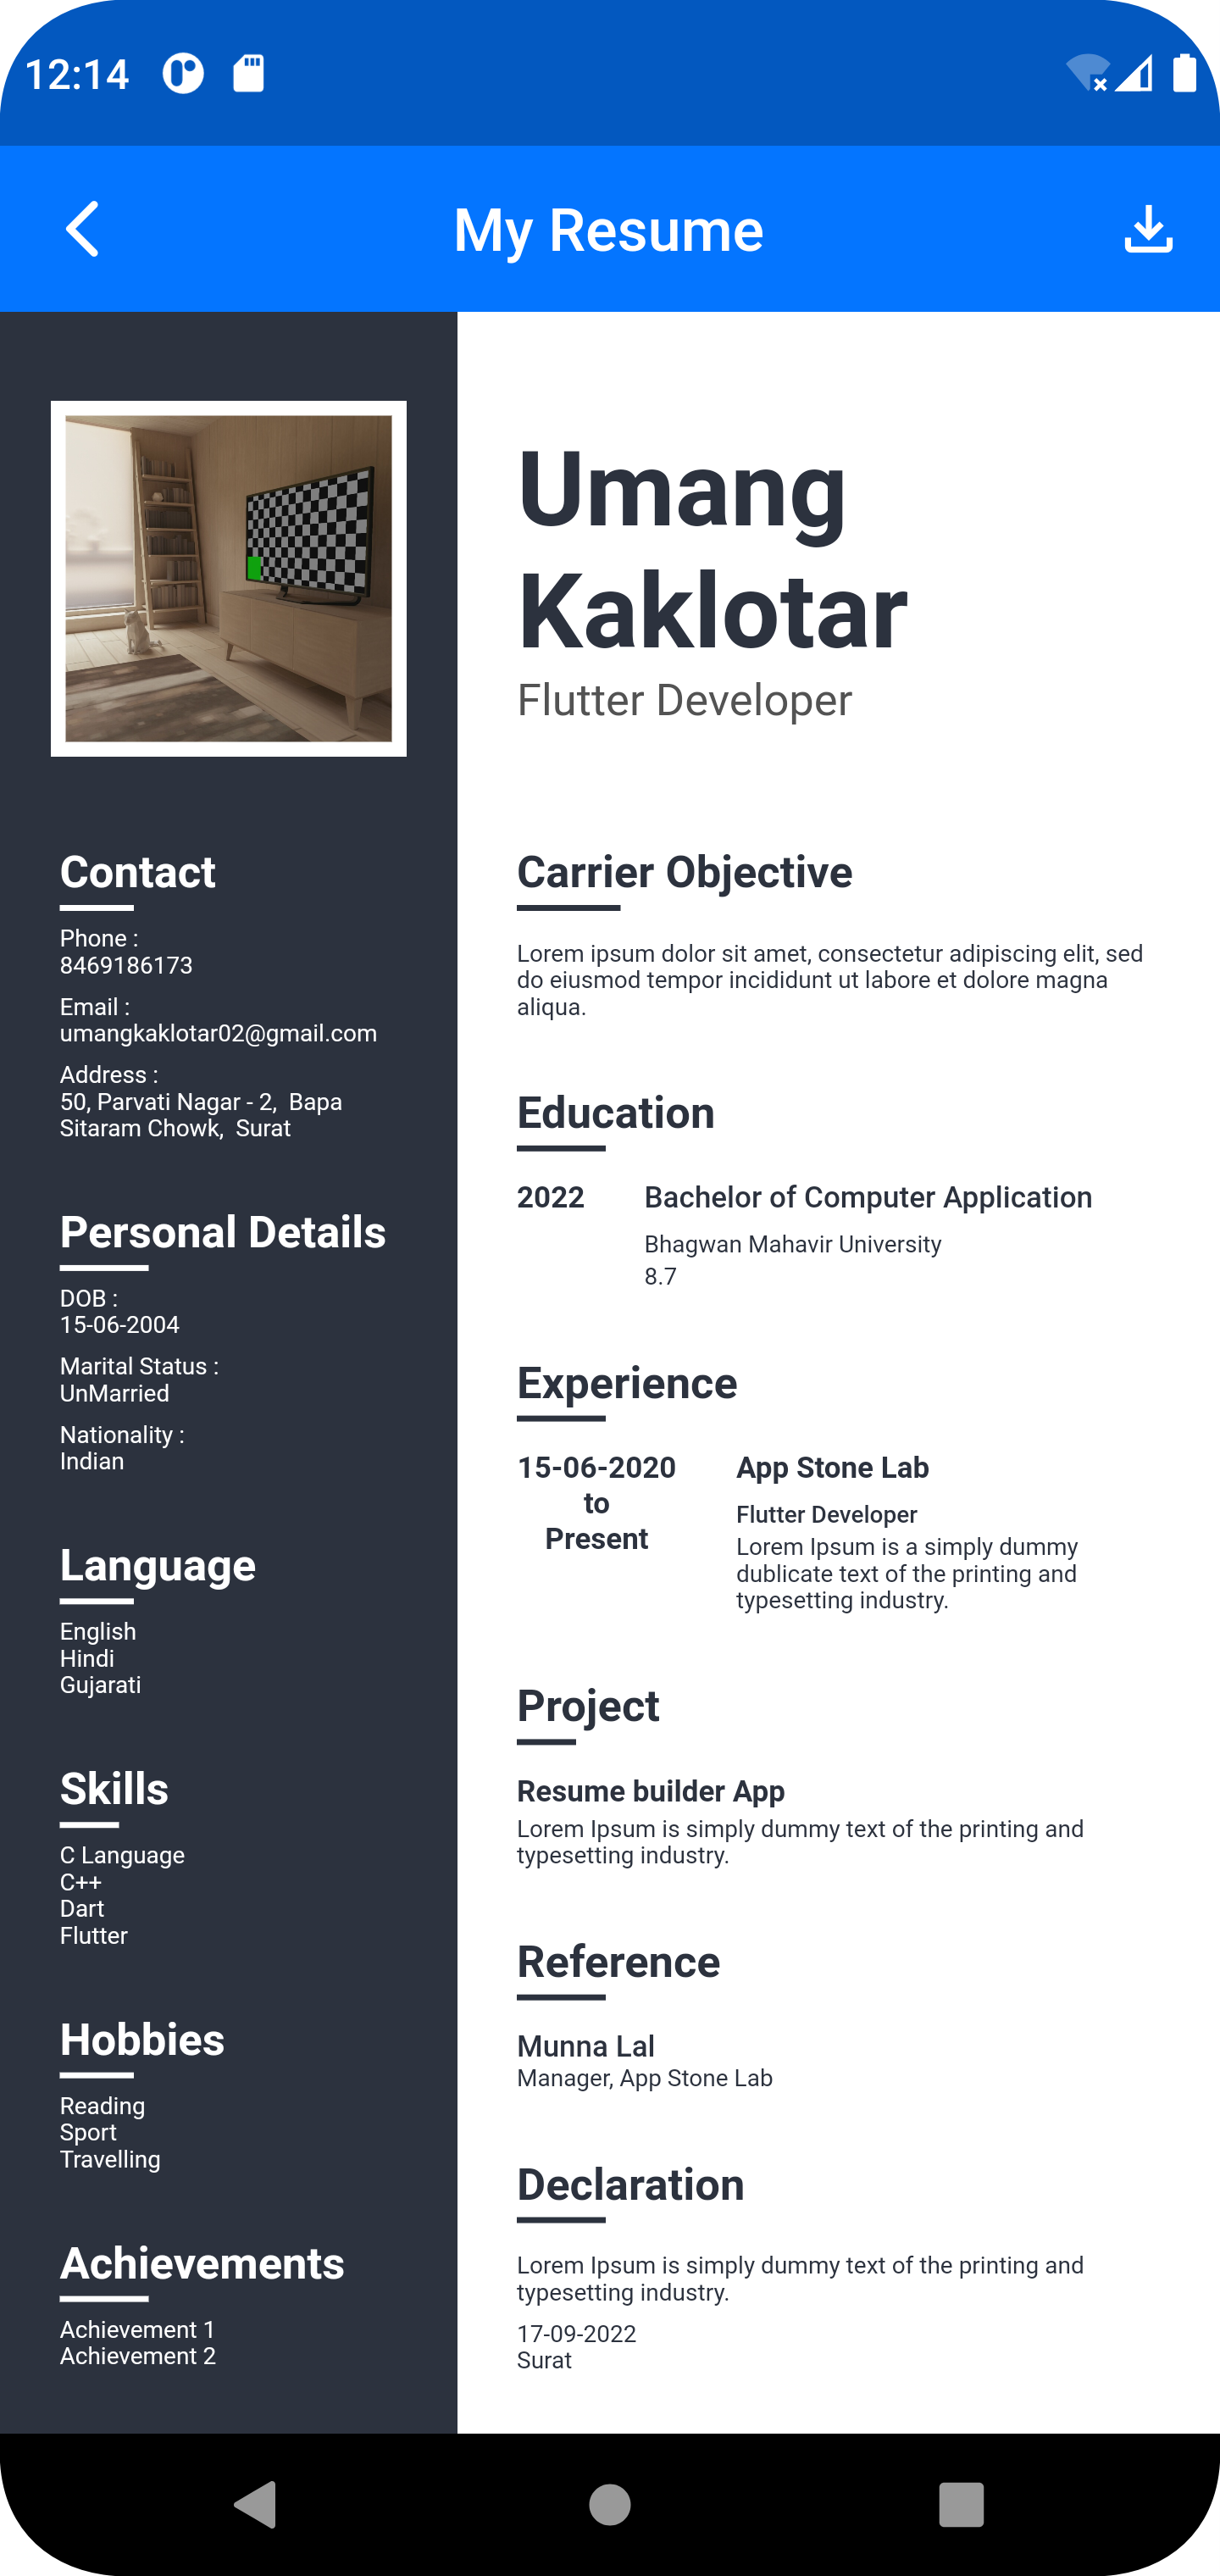 12:14
My Resume
Contact
Phone :
8469186173
Email :
umangkaklotar02@gmail.com
Address :
50, Parvati Nagar - 2,  Bapa
Sitaram Chowk,  Surat
Personal Details
DOB :
15-06-2004
Marital Status :
UnMarried
Nationality :
Indian
Language
English
Hindi
Gujarati
Skills
C Language
C++
Dart
Flutter
Hobbies
Reading
Sport
Travelling
Achievements
Achievement 1
Achievement 2
Umang
Kaklotar
Flutter Developer
Carrier Objective
Lorem ipsum dolor sit amet, consectetur adipiscing elit, sed
do eiusmod tempor incididunt ut labore et dolore magna
aliqua.
Education
2022
Bachelor of Computer Application
Bhagwan Mahavir University
8.7
Experience
15-06-2020
to
Present
App Stone Lab
Flutter Developer
Lorem Ipsum is a simply dummy
dublicate text of the printing and
typesetting industry.
Project
Resume builder App
Lorem Ipsum is simply dummy text of the printing and
typesetting industry.
Reference
Munna Lal
Manager, App Stone Lab
Declaration
Lorem Ipsum is simply dummy text of the printing and
typesetting industry.
17-09-2022
Surat